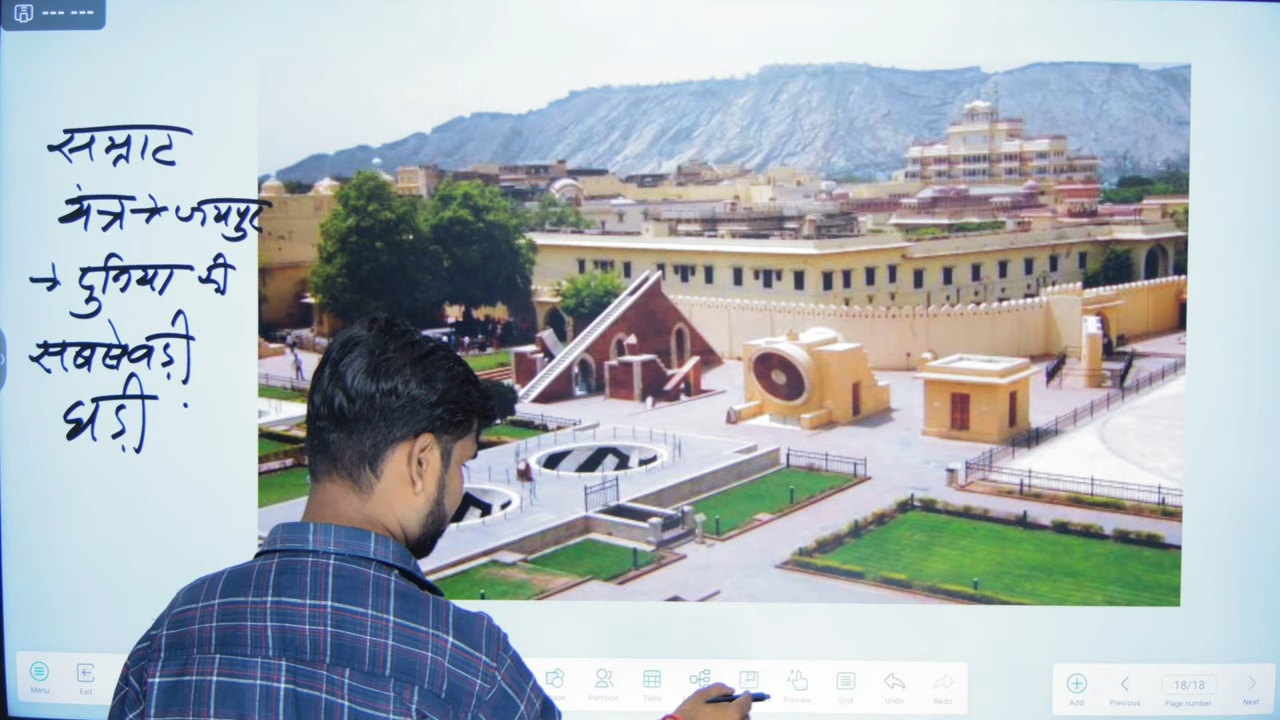 सम्राट
यंत्र → जयपुर
→ दुनिया की
सबसे बड़ी
घड़ी .
Menu
Exit
Partition
Table
Preview
Grid
Undo
Redo
Add
Previous
18/18
Page number
Next